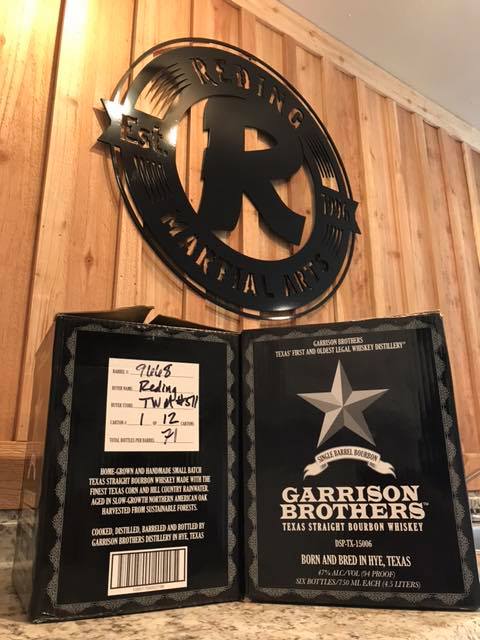 REDING
Est.
R
MARTIAL ARTS
BARREL #: 9668
BUYER NAME: Reding
BUYER STORE: TWM #511
CARTON # 1 OF 12 CARTONS
TOTAL BOTTLES PER BARREL: 71
HOME-GROWN AND HANDMADE SMALL BATCH
TEXAS STRAIGHT BOURBON WHISKEY MADE WITH THE
FINEST TEXAS CORN AND HILL COUNTRY RAINWATER.
AGED IN SLOW-GROWTH NORTHERN AMERICAN OAK
HARVESTED FROM SUSTAINABLE FORESTS.
COOKED, DISTILLED, BARRELED AND BOTTLED BY
GARRISON BROTHERS DISTILLERY IN HYE, TEXAS
GARRISON BROTHERS
TEXAS' FIRST AND OLDEST LEGAL WHISKEY DISTILLERY™
SINGLE BARREL BOURBON
GARRISON
BROTHERS™
TEXAS STRAIGHT BOURBON WHISKEY
DSP-TX-15006
BORN AND BRED IN HYE, TEXAS
47% ALC/VOL (94 PROOF)
SIX BOTTLES/750 ML EACH (4.5 LITERS)